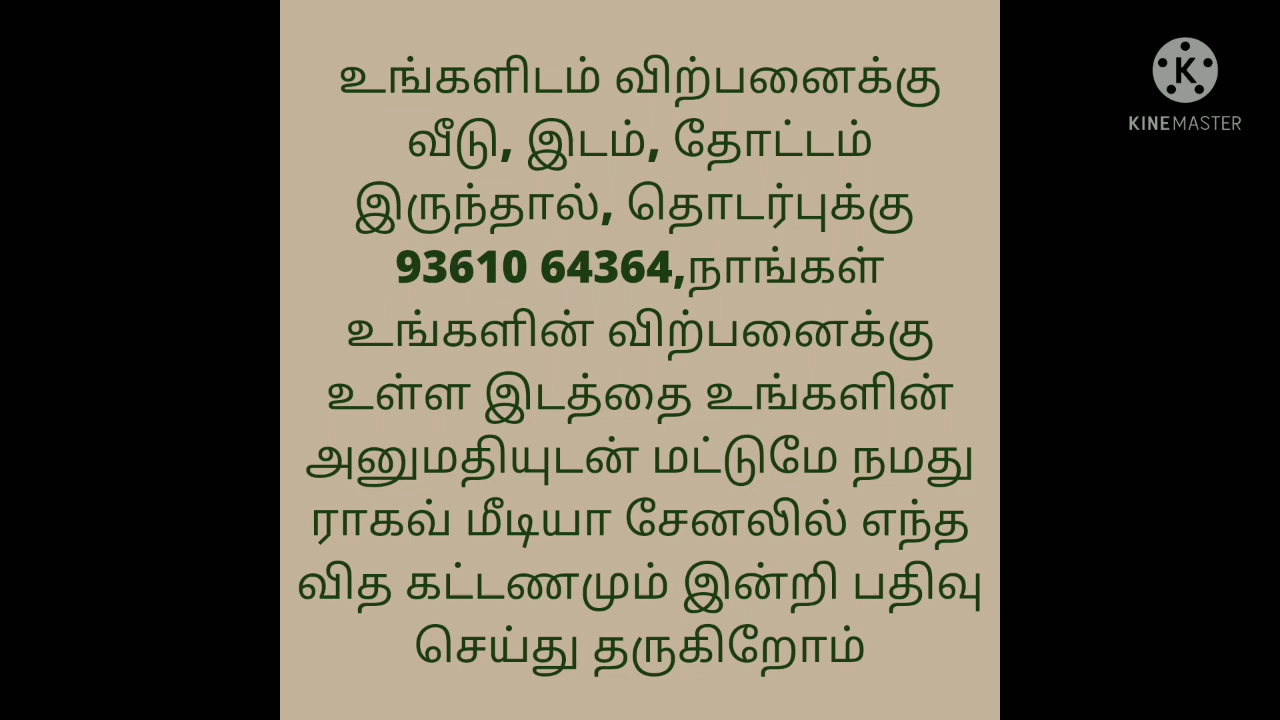 உங்களிடம் விற்பனைக்கு
வீடு, இடம், தோட்டம்
இருந்தால், தொடர்புக்கு
93610 64364,நாங்கள்
உங்களின் விற்பனைக்கு
உள்ள இடத்தை உங்களின்
அனுமதியுடன் மட்டுமே நமது
ராகவ் மீடியா சேனலில் எந்த
வித கட்டணமும் இன்றி பதிவு
செய்து தருகிறோம்
K
KINEMASTER